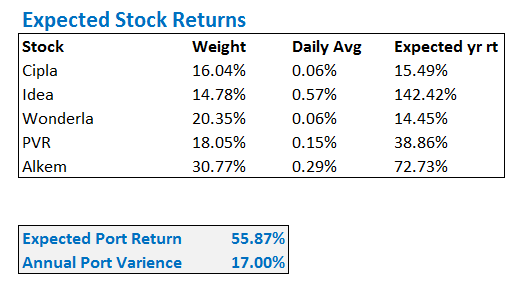 Expected Stock Returns
Stock Weight Daily Avg Expected yr rt
Cipla 16.04% 0.06% 15.49%
Idea 14.78% 0.57% 142.42%
Wonderla 20.35% 0.06% 14.45%
PVR 18.05% 0.15% 38.86%
Alkem 30.77% 0.29% 72.73%
Expected Port Return 55.87%
Annual Port Varience 17.00%